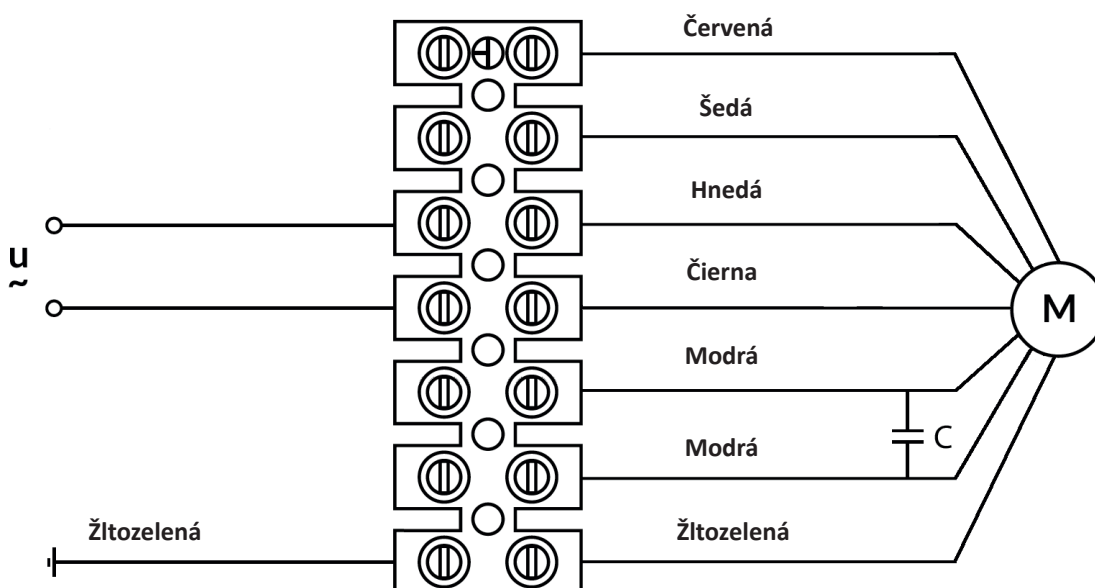 Červená
Šedá
Hnedá
u
~
Čierna
M
Modrá
C
Modrá
Žltozelená
Žltozelená